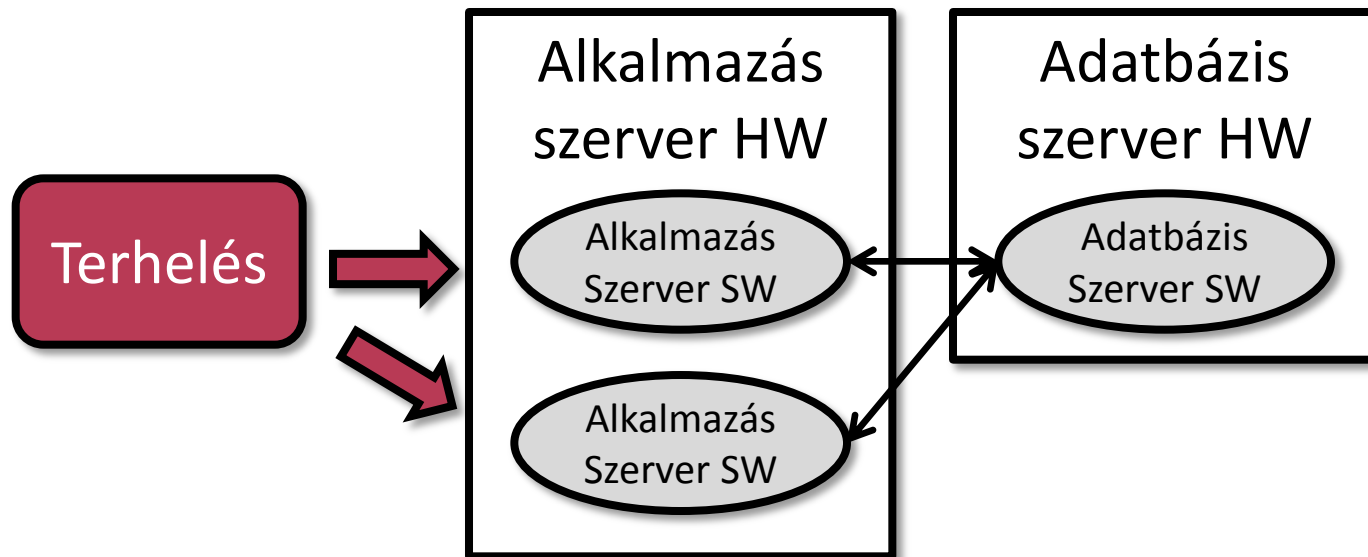 Terhelés
Alkalmazás
szerver HW
Alkalmazás
Szerver SW
Alkalmazás
Szerver SW
Adatbázis
szerver HW
Adatbázis
Szerver SW